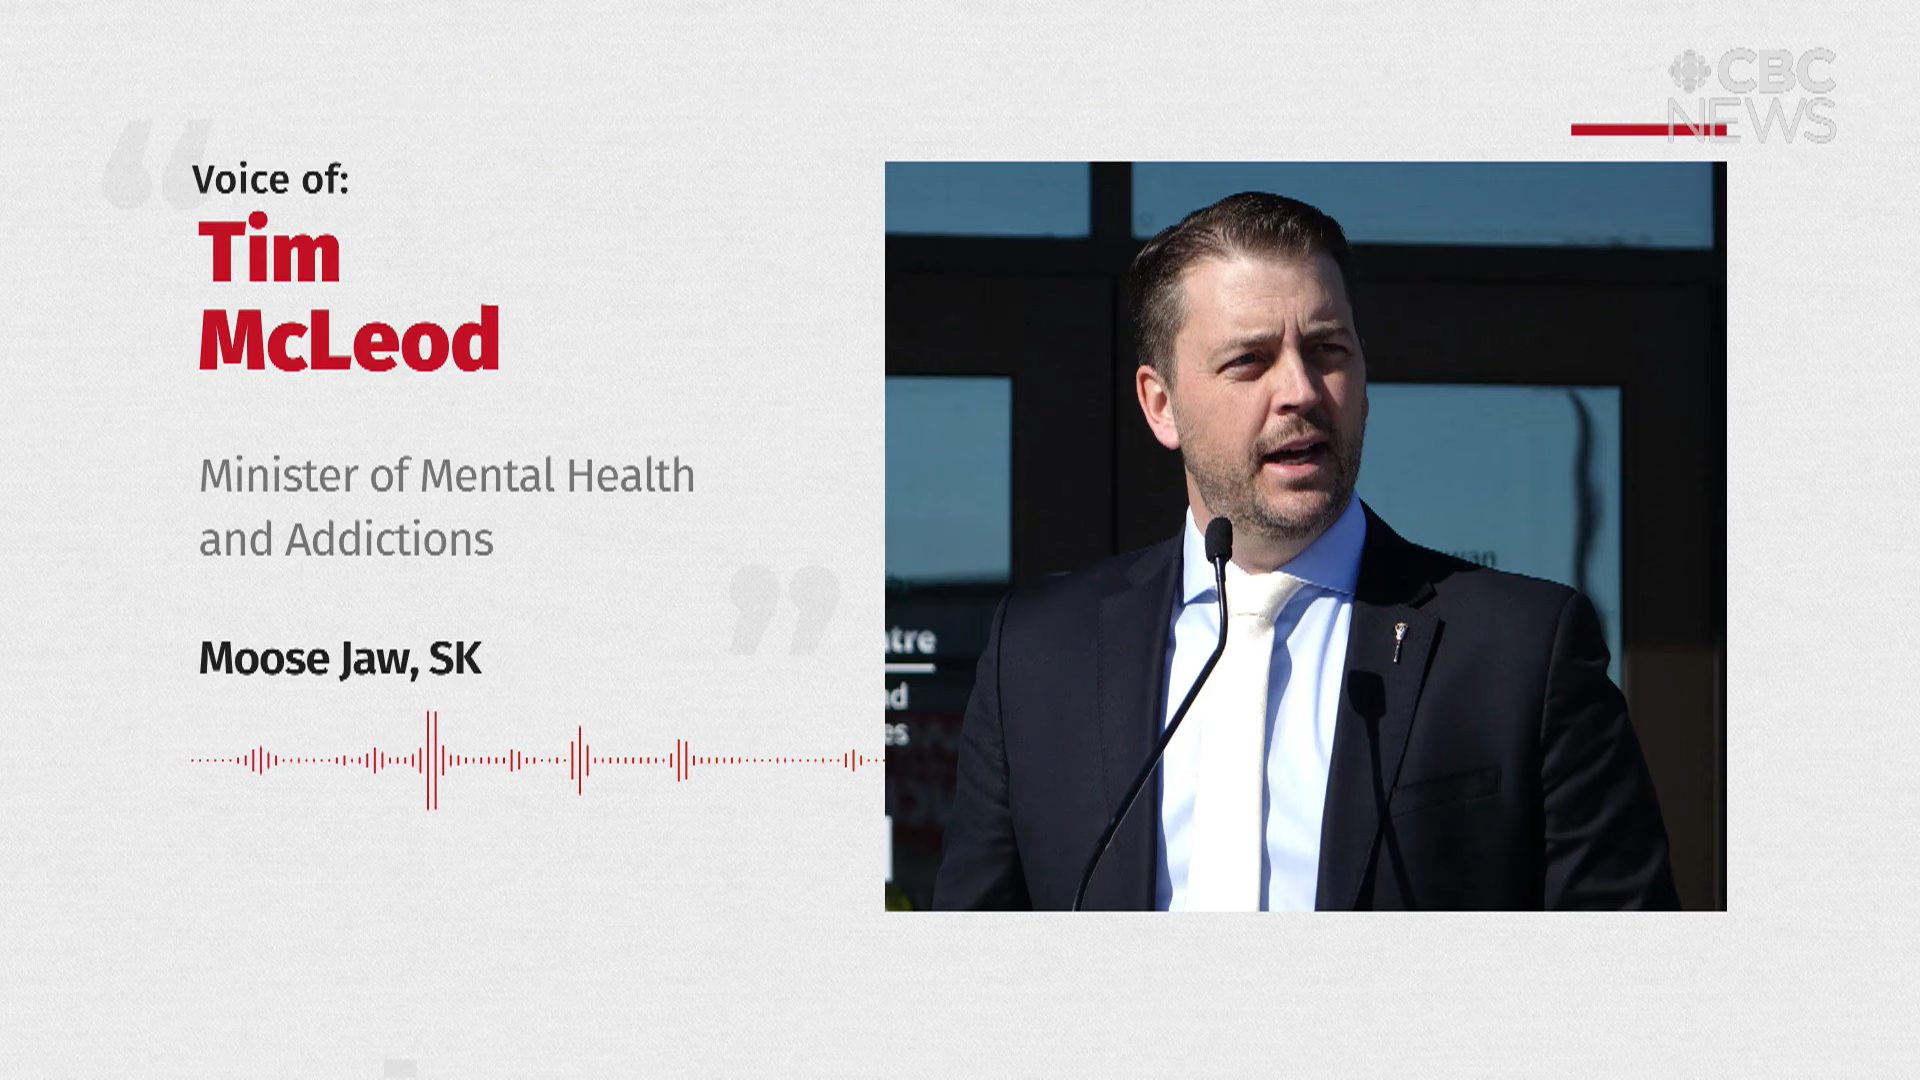 CBC
NEWS
Voice of:
Tim
McLeod
Minister of Mental Health
and Addictions
Moose Jaw, SK